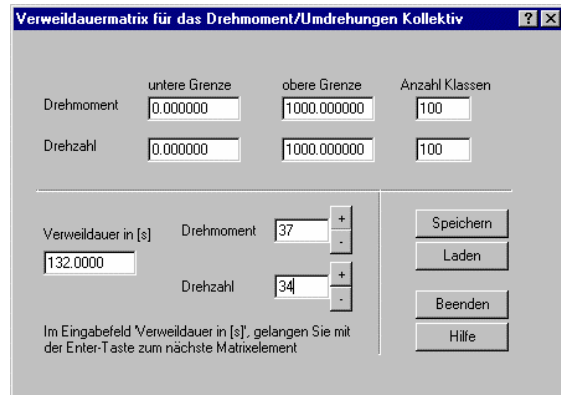 Verweildauermatrix für das Drehmoment/Umdrehungen Kollektiv ? X
untere Grenze obere Grenze Anzahl Klassen
Drehmoment 0.000000 1000.000000 100
Drehzahl 0.000000 1000.000000 100
Verweildauer in [s]
132.0000
Drehmoment 37 + -
Drehzahl 34 + -
Im Eingabefeld 'Verweildauer in [s]', gelangen Sie mit
der Enter-Taste zum nächste Matrixelement
Speichern
Laden
Beenden
Hilfe